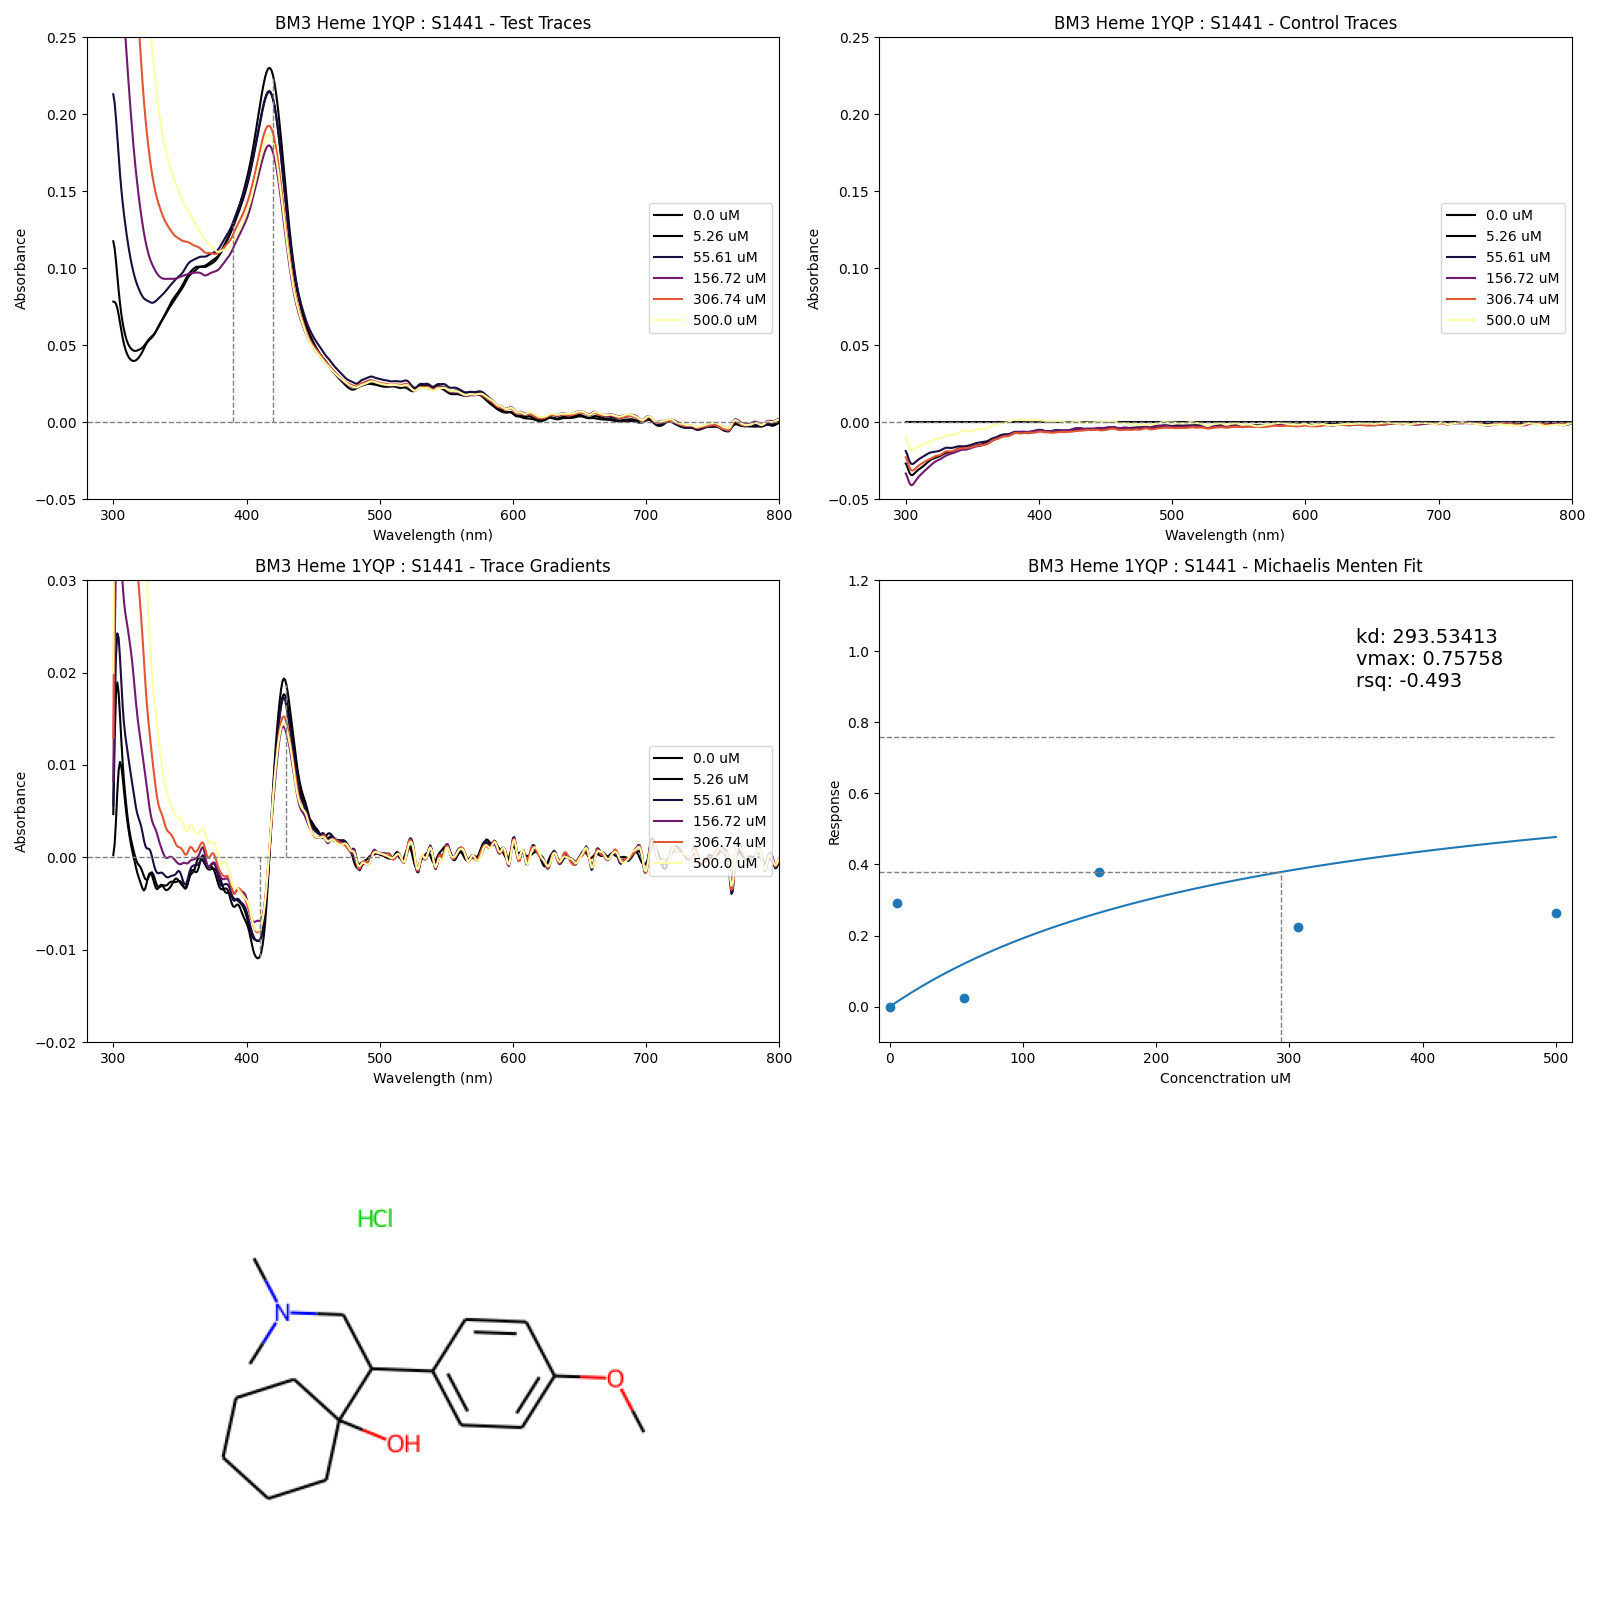 BM3 Heme 1YQP : S1441 - Test Traces
0.25
0.20
0.15
0.10
0.05
0.00
−0.05
Absorbance
300
400
500
600
700
800
Wavelength (nm)
0.0 uM
5.26 uM
55.61 uM
156.72 uM
306.74 uM
500.0 uM
BM3 Heme 1YQP : S1441 - Control Traces
0.25
0.20
0.15
0.10
0.05
0.00
−0.05
Absorbance
300
400
500
600
700
800
Wavelength (nm)
0.0 uM
5.26 uM
55.61 uM
156.72 uM
306.74 uM
500.0 uM
BM3 Heme 1YQP : S1441 - Trace Gradients
0.03
0.02
0.01
0.00
−0.01
−0.02
Absorbance
300
400
500
600
700
800
Wavelength (nm)
0.0 uM
5.26 uM
55.61 uM
156.72 uM
306.74 uM
500.0 uM
BM3 Heme 1YQP : S1441 - Michaelis Menten Fit
1.2
1.0
0.8
0.6
0.4
0.2
0.0
Response
kd: 293.53413
vmax: 0.75758
rsq: -0.493
0
100
200
300
400
500
Concenctration uM
HCl
N
O
OH